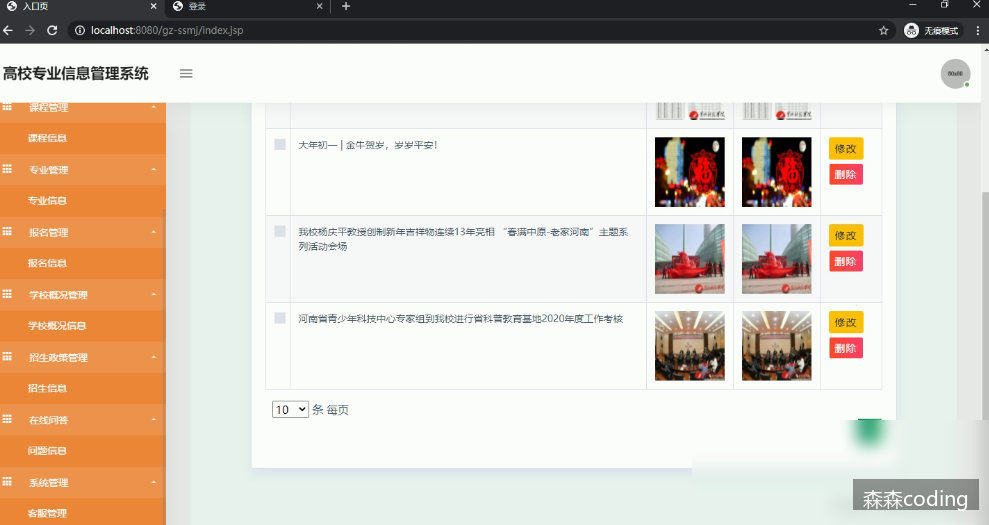 入口页
登录
localhost:8080/gz-ssmj/index.jsp
无痕模式
高校专业信息管理系统
60x60
课程管理
课程信息
专业管理
专业信息
报名管理
报名信息
学校概况管理
学校概况信息
招生政策管理
招生信息
在线问答
问题信息
系统管理
客服管理
大年初一 | 金牛贺岁，岁岁平安!
修改
删除
我校杨庆平教授创制新年吉祥物连续13年亮相 “春满中原-老家河南”主题系
列活动会场
修改
删除
河南省青少年科技中心专家组到我校进行省科普教育基地2020年度工作考核
修改
删除
10 条 每页
森森coding